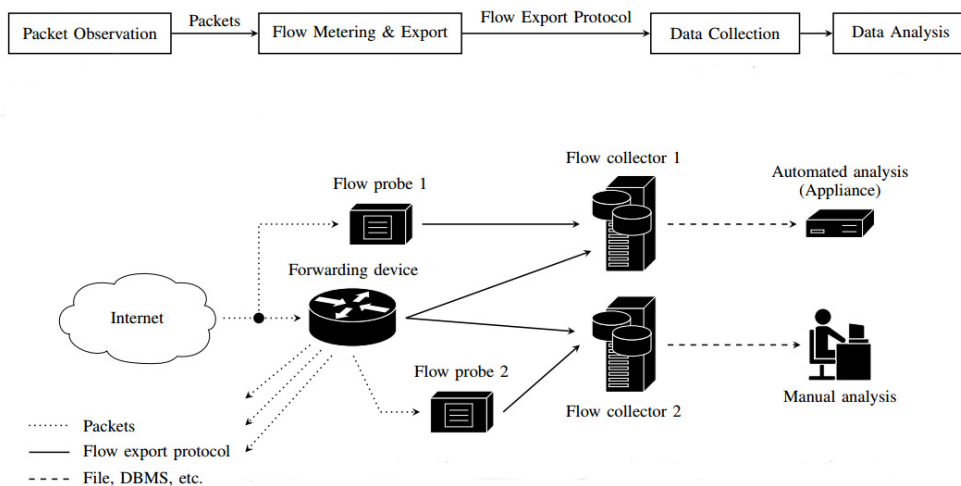 Packets
Flow Export Protocol
Packet Observation
Flow Metering & Export
Data Collection
Data Analysis
Flow collector 1
Automated analysis
(Appliance)
Flow probe 1
Forwarding device
Internet
Flow probe 2
Flow collector 2
Manual analysis
Packets
Flow export protocol
File, DBMS, etc.